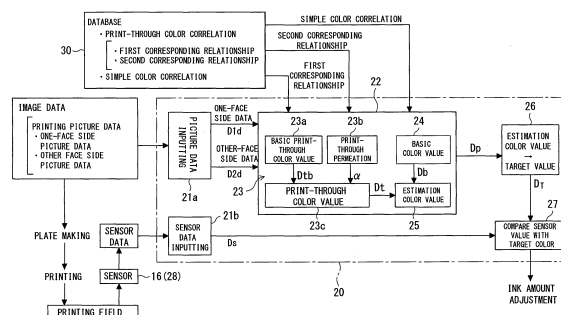 DATABASE
・PRINT-THROUGH COLOR CORRELATION
・FIRST CORRESPONDING RELATIONSHIP
・SECOND CORRESPONDING RELATIONSHIP
・SIMPLE COLOR CORRELATION
30
SIMPLE COLOR CORRELATION
SECOND CORRESPONDING
RELATIONSHIP
FIRST
CORRESPONDING
RELATIONSHIP
22
IMAGE DATA
PRINTING PICTURE DATA
・ONE-FACE SIDE
PICTURE DATA
・OTHER FACE SIDE
PICTURE DATA
PICTURE DATA
INPUTTING
21a
ONE-FACE
SIDE DATA
D1d
OTHER-FACE
SIDE DATA
D2d
23
23a
BASIC PRINT-
THROUGH
COLOR VALUE
Dtb
23b
PRINT-
THROUGH
PERMEATION
α
24
BASIC
COLOR VALUE
Db
PRINT-THROUGH
COLOR VALUE
23c
Dt
ESTIMATION
COLOR VALUE
25
Dp
26
ESTIMATION
COLOR VALUE
→
TARGET VALUE
DT
27
COMPARE SENSOR
VALUE WITH
TARGET COLOR
21b
SENSOR
DATA
INPUTTING
Ds
SENSOR
DATA
PLATE MAKING
PRINTING
SENSOR
16 (28)
PRINTING FIELD
20
INK AMOUNT
ADJUSTMENT